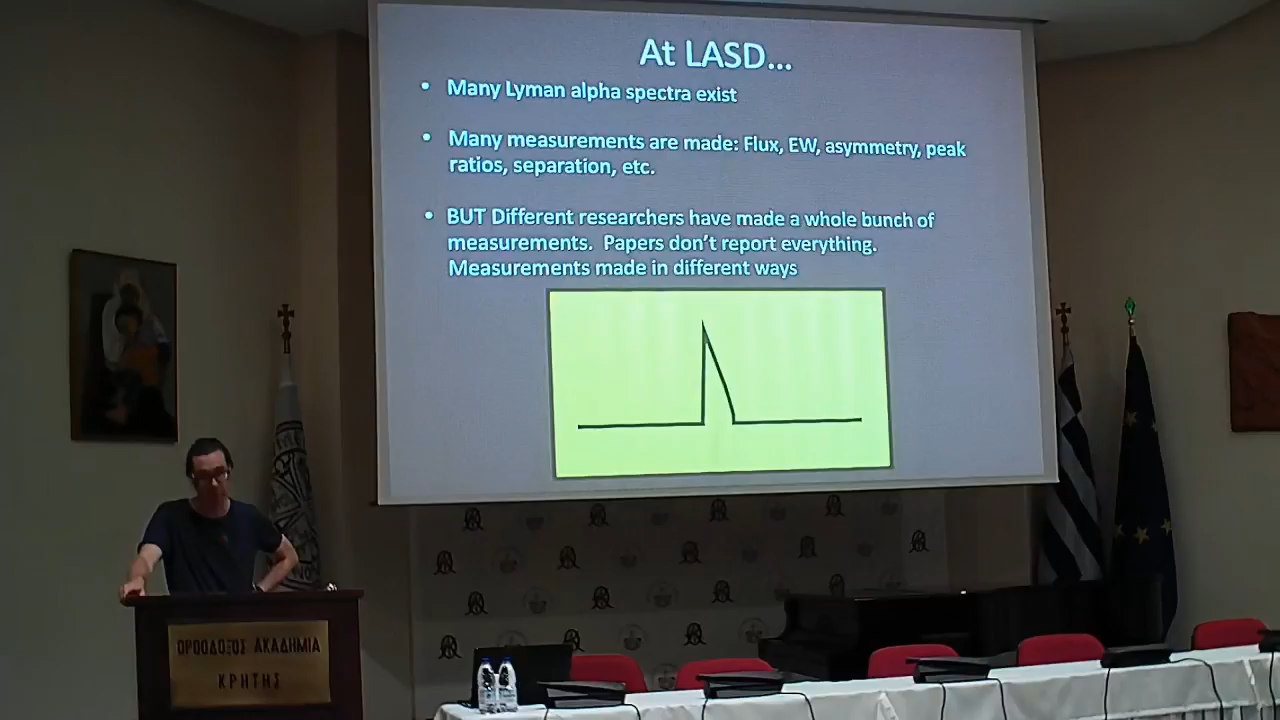 At LASD...
• Many Lyman alpha spectra exist
• Many measurements are made: Flux, EW, asymmetry, peak
ratios, separation, etc.
• BUT Different researchers have made a whole bunch of
measurements. Papers don't report everything.
Measurements made in different ways
ΟΡΘΟΔΟΞΟΣ ΑΚΑΔΗΜΙΑ
ΚΡΗΤΗΣ